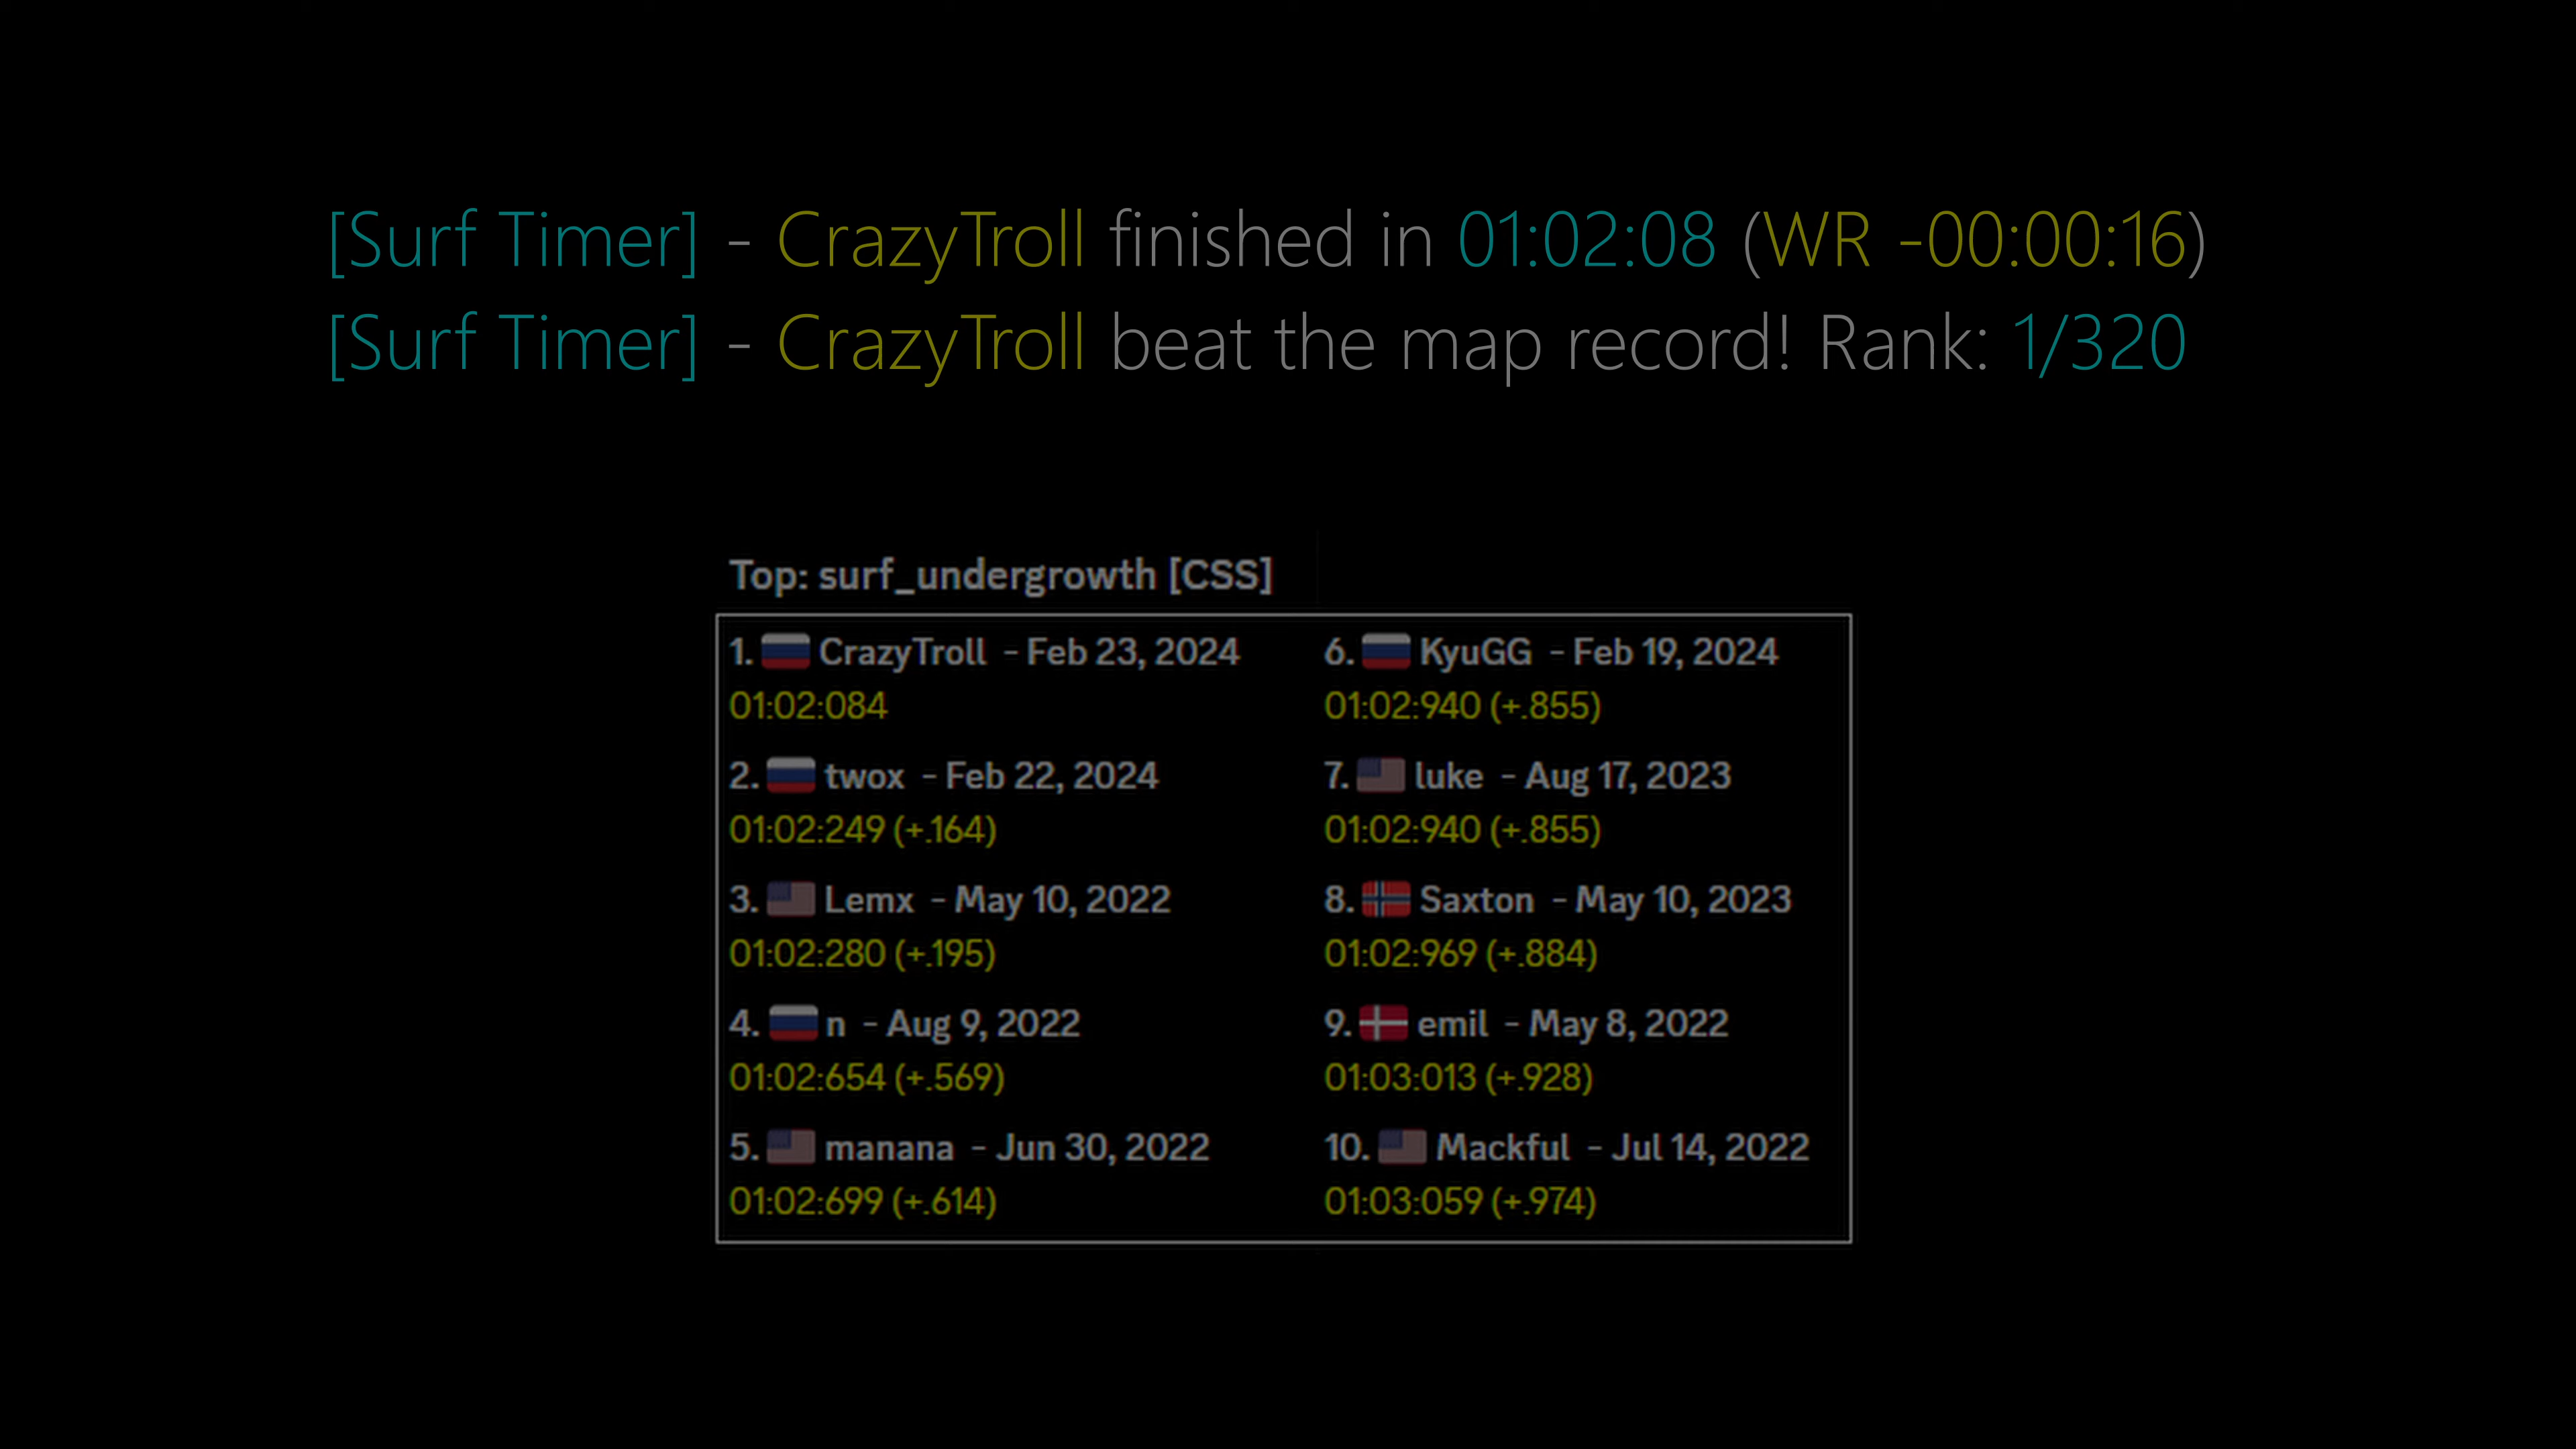 [Surf Timer] - CrazyTroll finished in 01:02:08 (WR -00:00:16)
[Surf Timer] - CrazyTroll beat the map record! Rank: 1/320
Top: surf_undergrowth [CSS]
1. CrazyTroll - Feb 23, 2024
01:02:084
2. twox - Feb 22, 2024
01:02:249 (+.164)
3. Lemx - May 10, 2022
01:02:280 (+.195)
4. n - Aug 9, 2022
01:02:654 (+.569)
5. manana - Jun 30, 2022
01:02:699 (+.614)
6. KyuGG - Feb 19, 2024
01:02:940 (+.855)
7. luke - Aug 17, 2023
01:02:940 (+.855)
8. Saxton - May 10, 2023
01:02:969 (+.884)
9. emil - May 8, 2022
01:03:013 (+.928)
10. Mackful - Jul 14, 2022
01:03:059 (+.974)